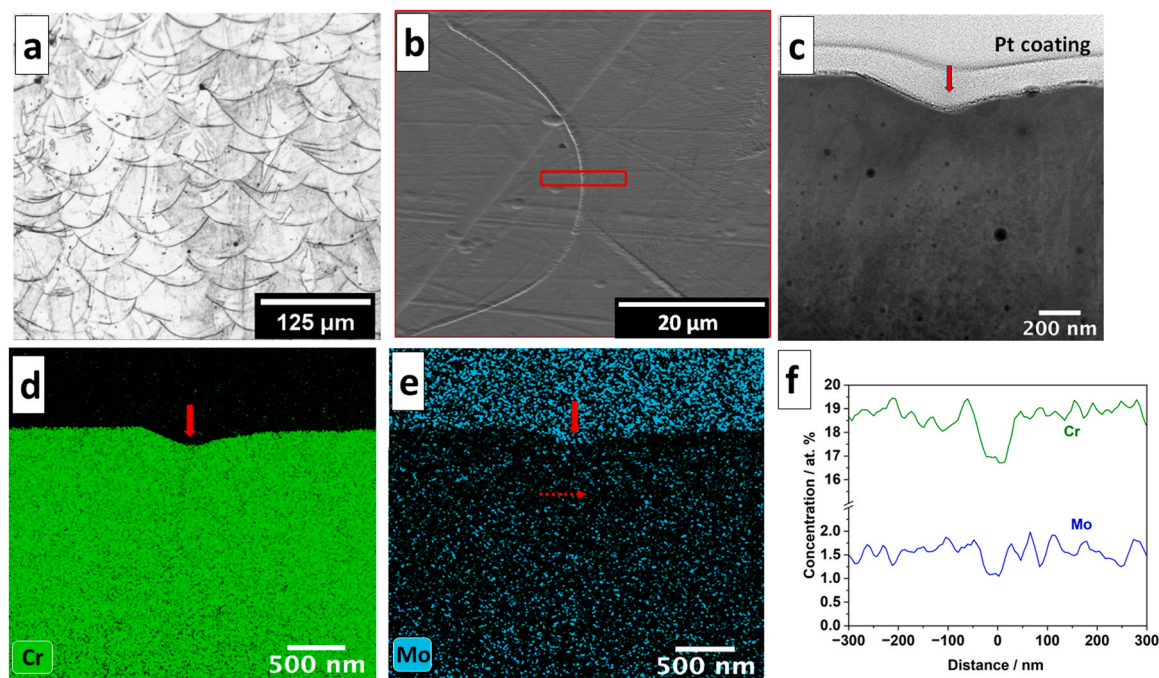 a
125 µm
b
20 µm
c
Pt coating
200 nm
d
Cr
500 nm
e
Mo
500 nm
f
Concentration / at. %
20
19
18
17
16
2.0
1.5
1.0
0.5
0.0
Cr
Mo
-300 -200 -100 0 100 200 300
Distance / nm